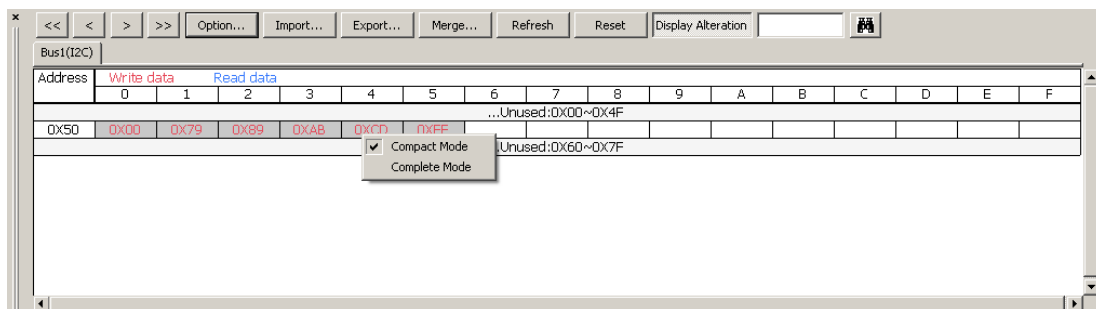 << < > >> Option... Import... Export... Merge... Refresh Reset Display Alteration
Bus1(I2C)
Address Write data Read data
0 1 2 3 4 5 6 7 8 9 A B C D E F
...Unused:0X00~0X4F
0X50 0X00 0X79 0X89 0XAB 0XCD
.Unused:0X60~0X7F
Compact Mode
Complete Mode